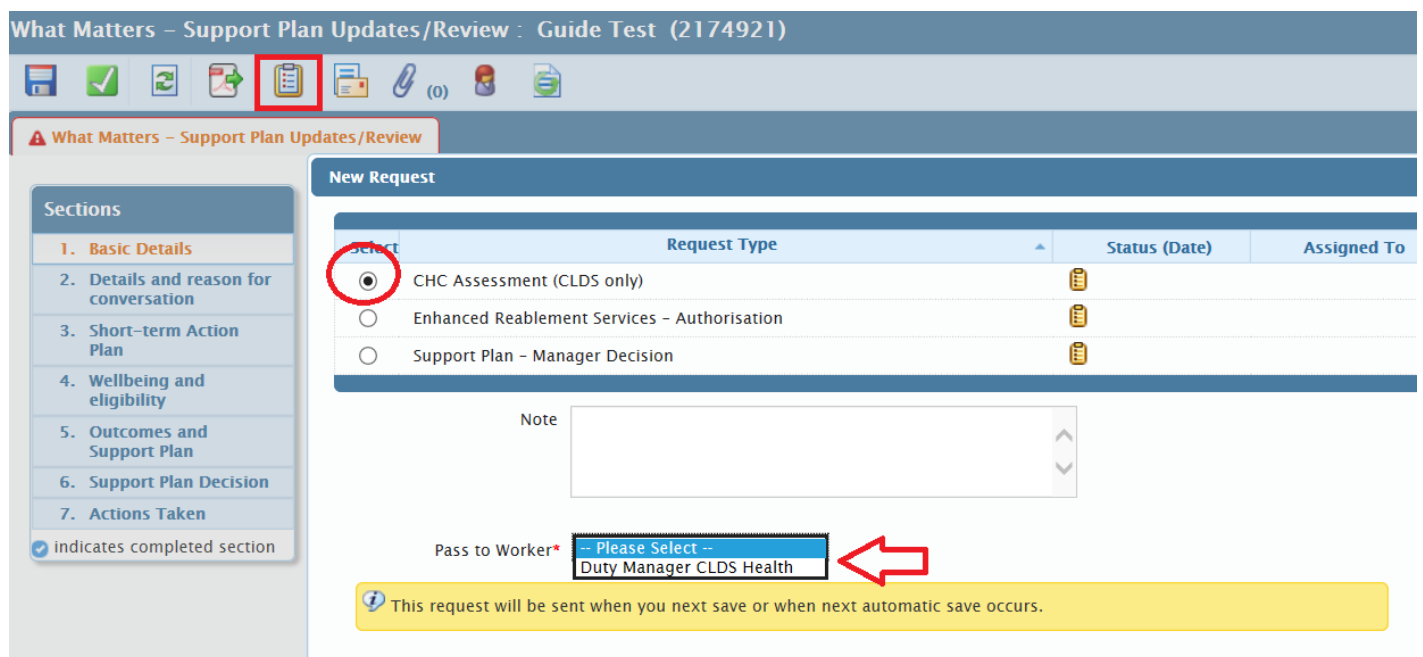 What Matters – Support Plan Updates/Review : Guide Test (2174921)
(0)
What Matters – Support Plan Updates/Review
New Request
Sections
1. Basic Details
2. Details and reason for
conversation
3. Short-term Action
Plan
4. Wellbeing and
eligibility
5. Outcomes and
Support Plan
6. Support Plan Decision
7. Actions Taken
indicates completed section
Select Request Type Status (Date) Assigned To
CHC Assessment (CLDS only)
Enhanced Reablement Services – Authorisation
Support Plan – Manager Decision
Note
Pass to Worker* -- Please Select --
Duty Manager CLDS Health
This request will be sent when you next save or when next automatic save occurs.